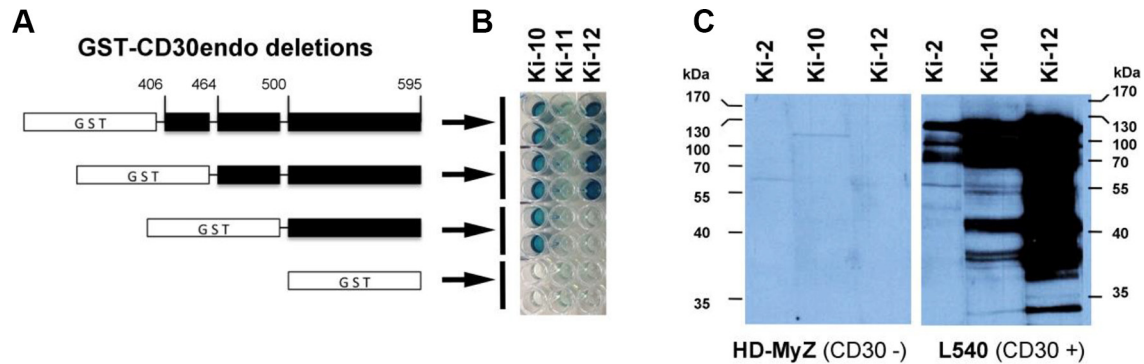 A
GST-CD30endo deletions
406 464 500 595
GST
GST
GST
GST
B
Ki-10 Ki-11 Ki-12
C
Ki-2 Ki-10 Ki-12 Ki-2 Ki-10 Ki-12
kDa
170
130
100
70
55
40
35
kDa
170
130
100
70
55
40
35
HD-MyZ (CD30 -) L540 (CD30 +)